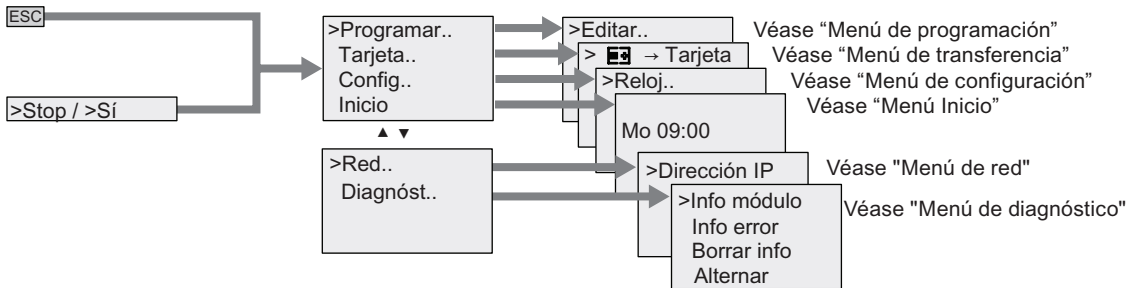 ESC
>Stop / >Sí
>Programar..
Tarjeta..
Config..
Inicio
▲ ▼
>Red..
Diagnóst..
>Editar..
> → Tarjeta
>Reloj..
Mo 09:00
>Dirección IP
>Info módulo
Info error
Borrar info
Alternar
Véase “Menú de programación”
Véase “Menú de transferencia”
Véase “Menú de configuración”
Véase “Menú Inicio”
Véase "Menú de red"
Véase "Menú de diagnóstico"